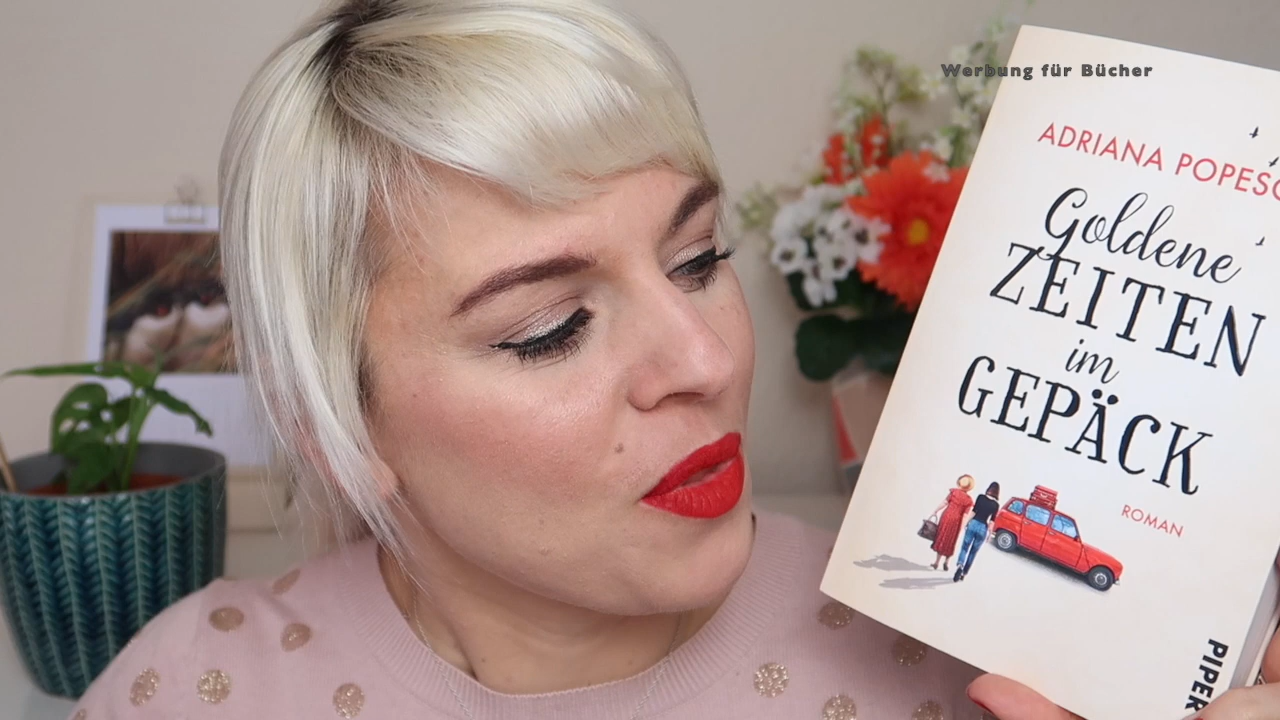 Werbung für Bücher
ADRIANA POPESC
Goldene
ZEITEN
im
GEPÄCK
ROMAN
PIPER